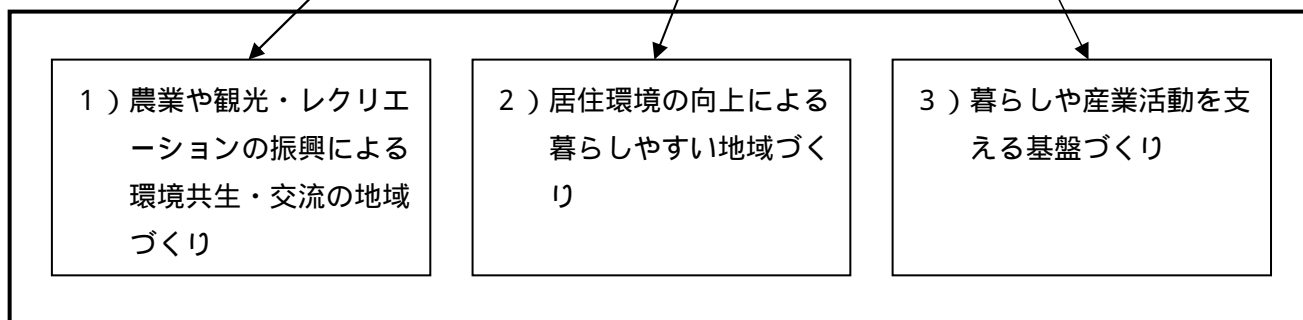 1）農業や観光・レクリエ
ーションの振興による
環境共生・交流の地域
づくり
2）居住環境の向上による
暮らしやすい地域づく
り
3）暮らしや産業活動を支
える基盤づくり